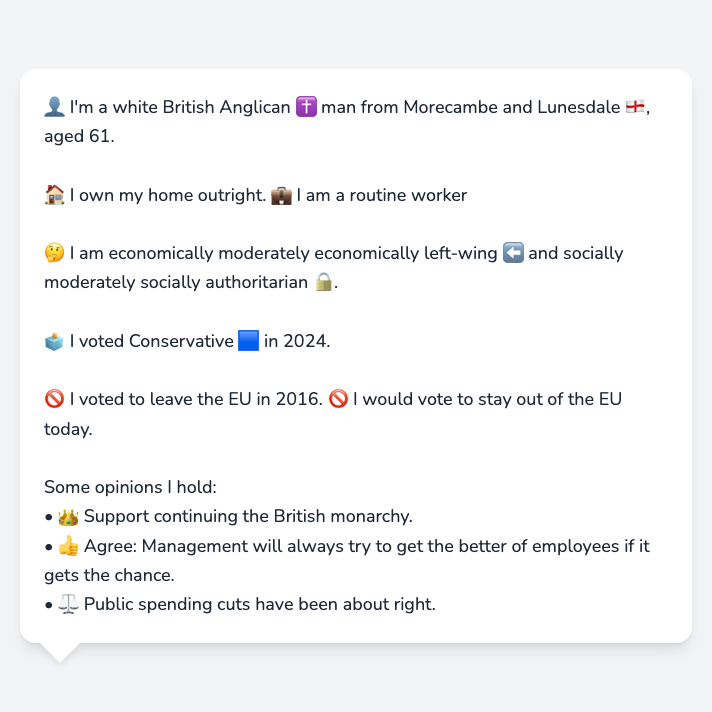 👤 I'm a white British Anglican ✝️ man from Morecambe and Lunesdale 🏴󠁧󠁢󠁥󠁮󠁧󠁿,
aged 61.
🏠 I own my home outright. 💼 I am a routine worker
🤔 I am economically moderately economically left-wing ⬅️ and socially
moderately socially authoritarian 🔒.
🗳️ I voted Conservative 🟦 in 2024.
🚫 I voted to leave the EU in 2016. 🚫 I would vote to stay out of the EU
today.
Some opinions I hold:
• 👑 Support continuing the British monarchy.
• 👍 Agree: Management will always try to get the better of employees if it
gets the chance.
• ⚖️ Public spending cuts have been about right.